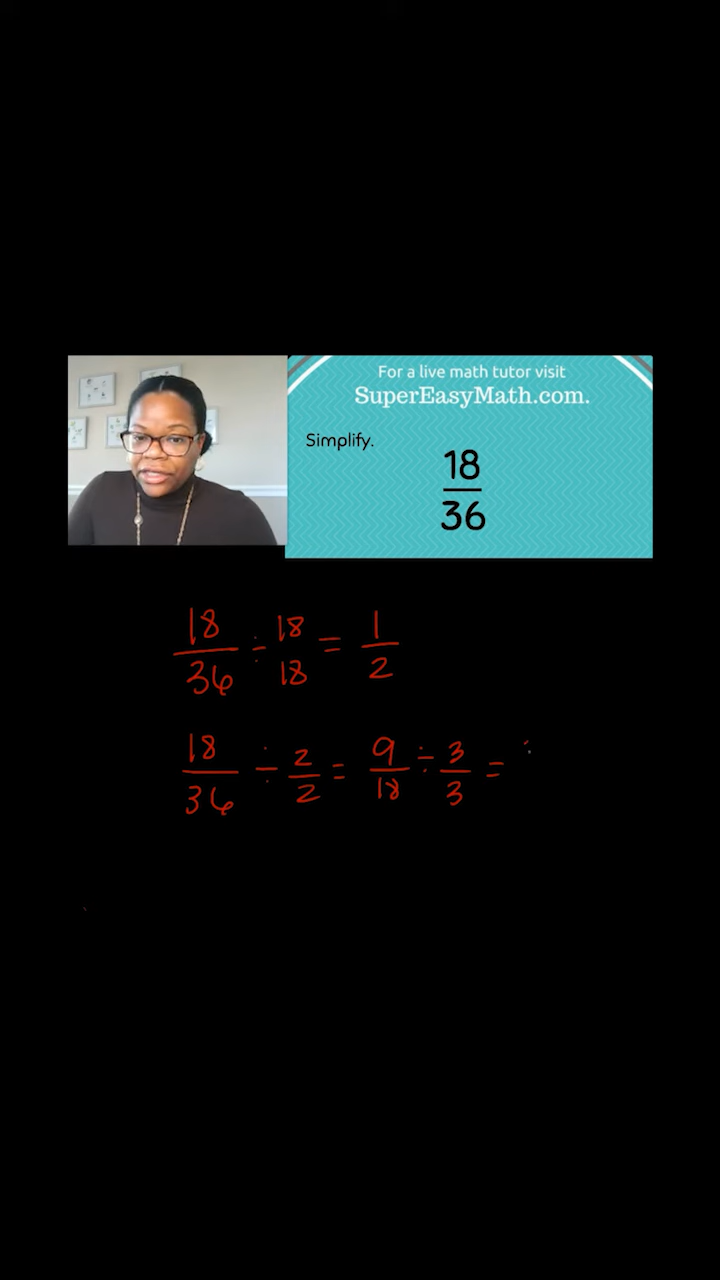 For a live math tutor visit
SuperEasyMath.com.
Simplify.
18
36
18/36 ÷ 18/18 = 1/2
18/36 ÷ 2/2 = 9/18 ÷ 3/3 =